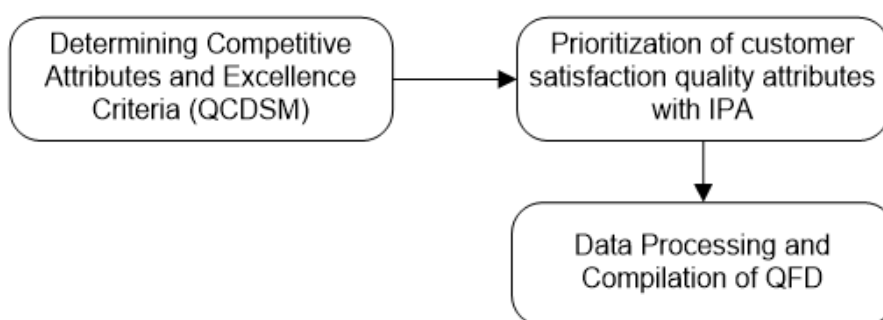 Determining Competitive
Attributes and Excellence
Criteria (QCDSM)
Prioritization of customer
satisfaction quality attributes
with IPA
Data Processing and
Compilation of QFD